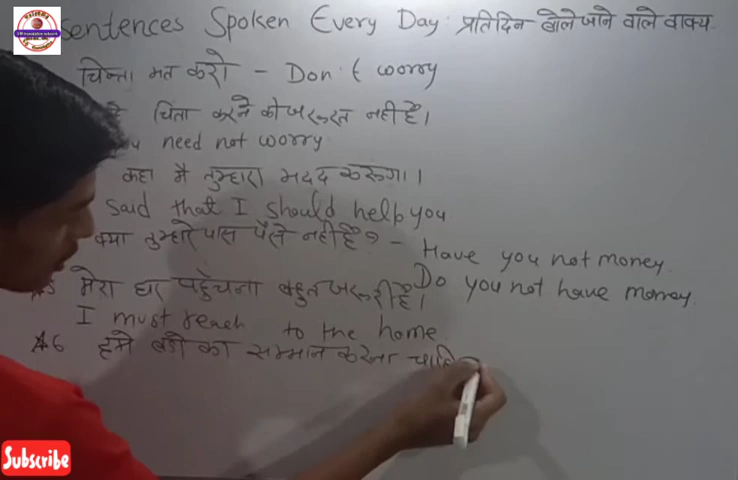 Sentences Spoken Every Day प्रतिदिन बोले जाने वाले वाक्य
चिन्ता मत करो - Don't worry
चिंता करने की जरूरत नहीं है।
need not worry
कहा मै तुम्हारा मदद करूंगा।
said that I should help you
क्या तुम्हारे पास पैसे नहीं है? - Have you not money
Do you not have money
मेरा घर पहुंचना बहुत जरूरी है।
I must reach to the home
6 हमे बडो का सम्मान करना
Subscribe